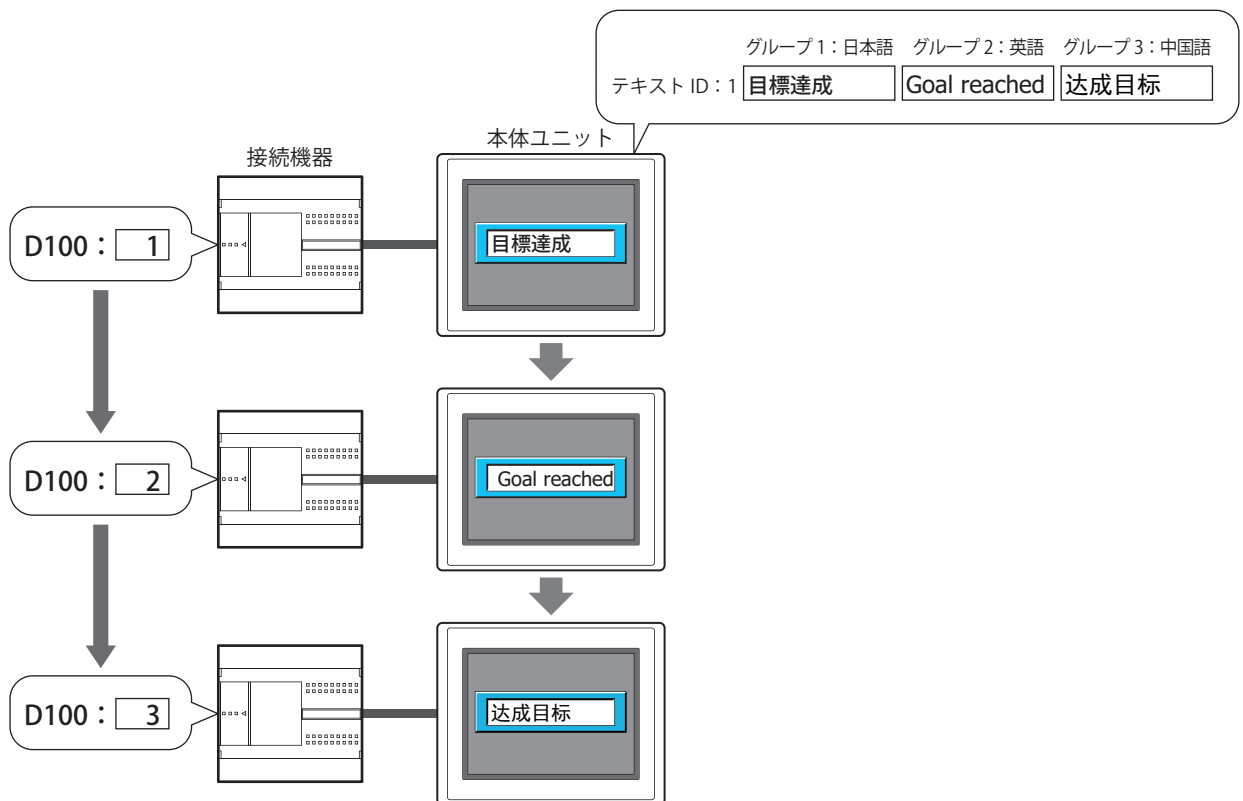 グループ 1：日本語 グループ 2：英語 グループ 3：中国語
テキスト ID：1 目標達成 Goal reached 达成目标
本体ユニット
接続機器
D100： 1
目標達成
D100： 2
Goal reached
D100： 3
达成目标